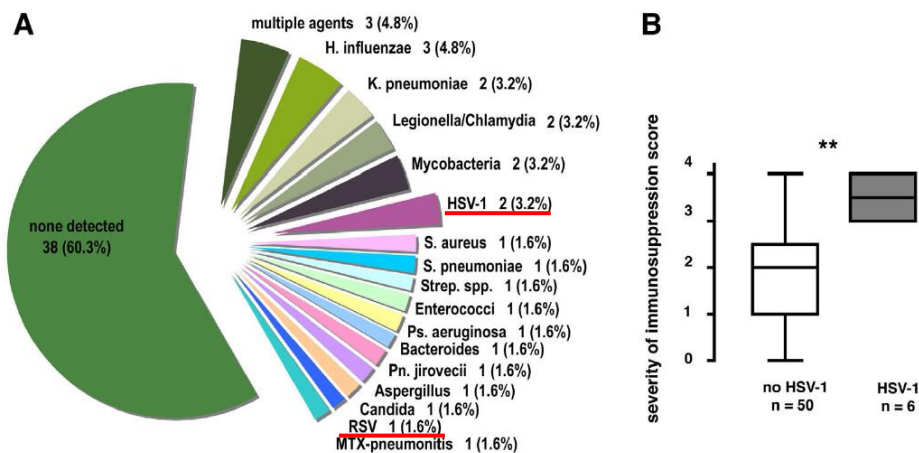 A
multiple agents 3 (4.8%)
H. influenzae 3 (4.8%)
K. pneumoniae 2 (3.2%)
Legionella/Chlamydia 2 (3.2%)
Mycobacteria 2 (3.2%)
HSV-1 2 (3.2%)
none detected
38 (60.3%)
S. aureus 1 (1.6%)
S. pneumoniae 1 (1.6%)
Strep. spp. 1 (1.6%)
Enterococci 1 (1.6%)
Ps. aeruginosa 1 (1.6%)
Bacteroides 1 (1.6%)
Pn. jirovecii 1 (1.6%)
Aspergillus 1 (1.6%)
Candida 1 (1.6%)
RSV 1 (1.6%)
MTX-pneumonitis 1 (1.6%)
B
severity of immunosuppression score
4
3
2
1
0
**
no HSV-1
n = 50
HSV-1
n = 6